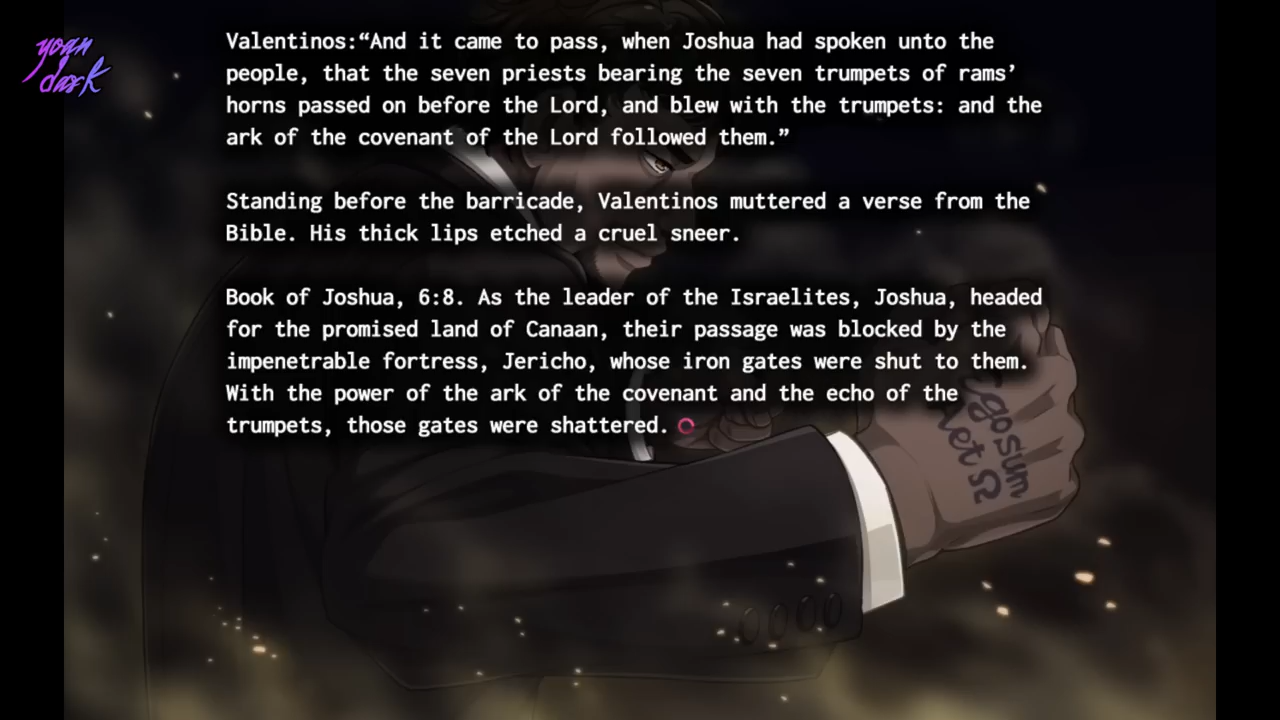 yoan
dask
Valentinos:“And it came to pass, when Joshua had spoken unto the
people, that the seven priests bearing the seven trumpets of rams’
horns passed on before the Lord, and blew with the trumpets: and the
ark of the covenant of the Lord followed them.”
Standing before the barricade, Valentinos muttered a verse from the
Bible. His thick lips etched a cruel sneer.
Book of Joshua, 6:8. As the leader of the Israelites, Joshua, headed
for the promised land of Canaan, their passage was blocked by the
impenetrable fortress, Jericho, whose iron gates were shut to them.
With the power of the ark of the covenant and the echo of the
trumpets, those gates were shattered.
egosum
et Ω